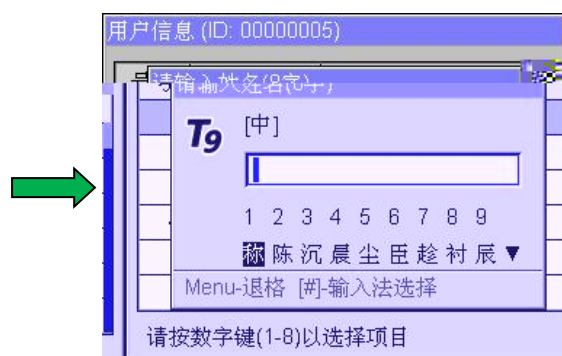 用户信息 (ID: 00000005)
请输入姓名(8字)
T9
[中]
1 2 3 4 5 6 7 8 9
称 陈 沉 晨 尘 臣 趁 衬 辰 ▼
Menu-退格 [#]-输入法选择
请按数字键(1-8)以选择项目